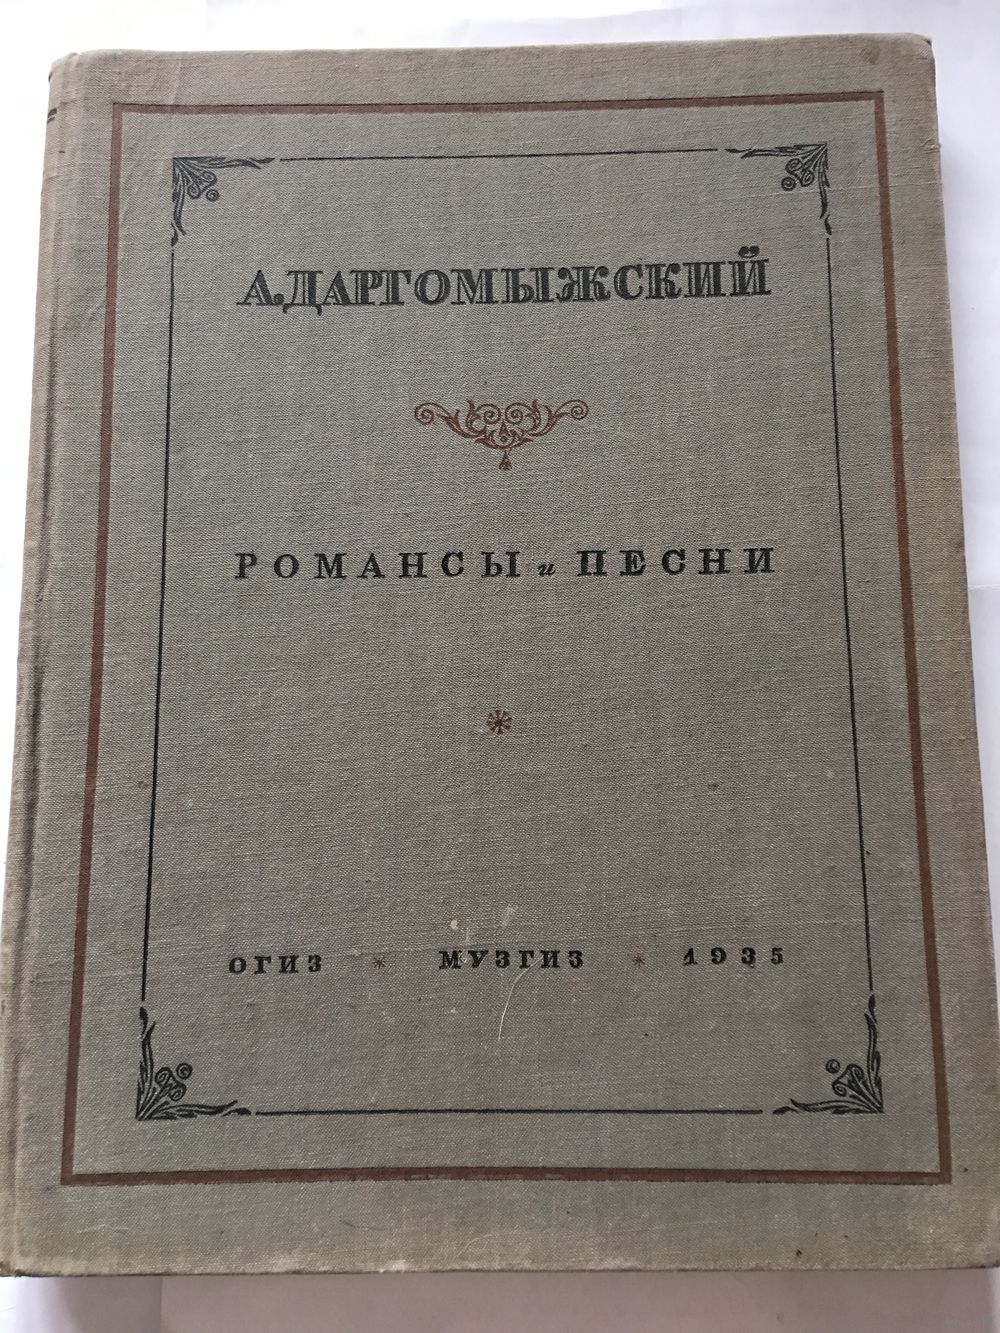 А. ДАРГОМЫЖСКИЙ
РОМАНСЫ и ПЕСНИ
ОГИЗ * МУЗГИЗ * 1935